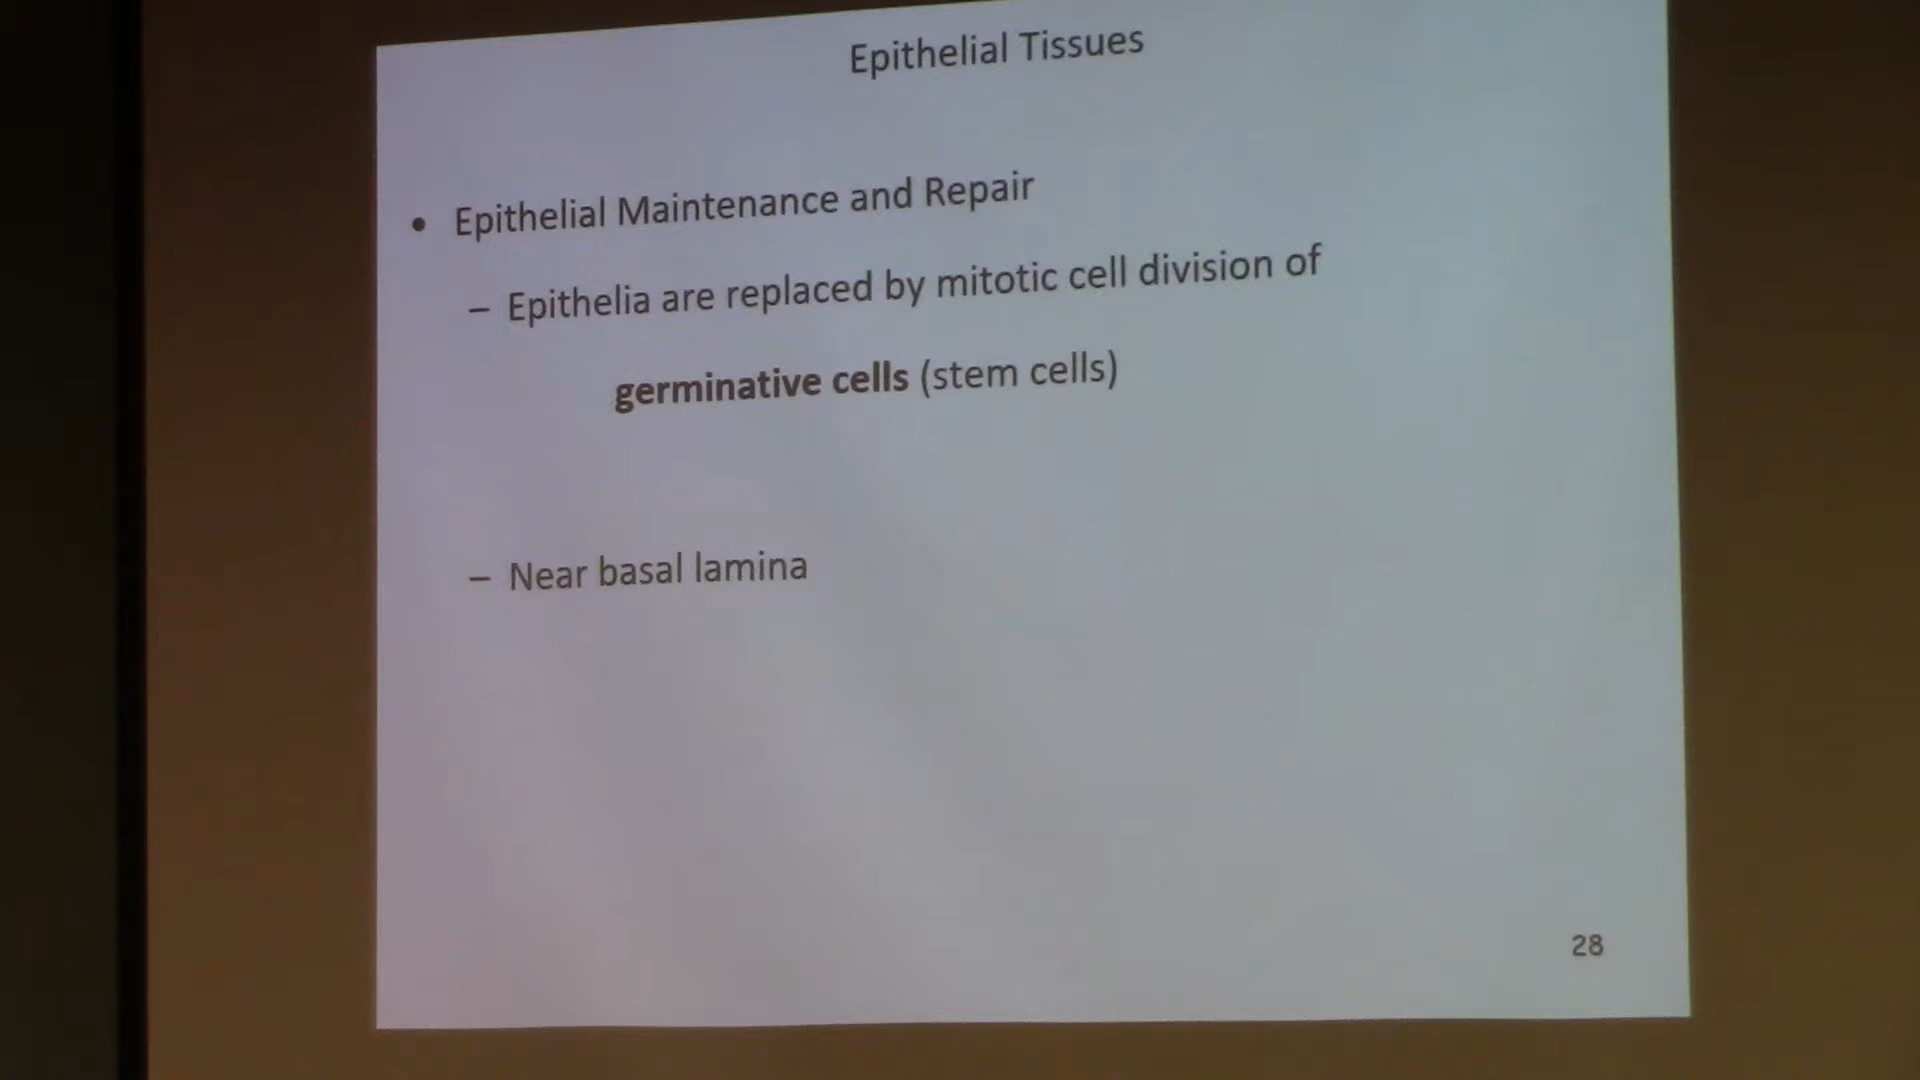 Epithelial Tissues
• Epithelial Maintenance and Repair
– Epithelia are replaced by mitotic cell division of
germinative cells (stem cells)
– Near basal lamina
28